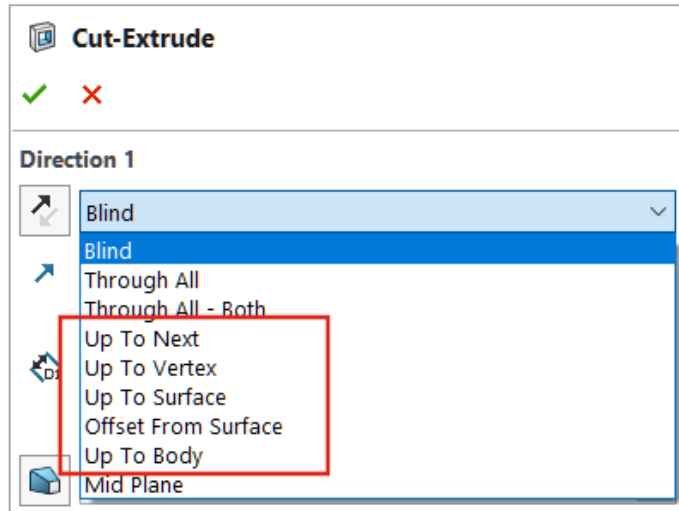 Cut-Extrude
Direction 1
Blind
Blind
Through All
Through All - Both
Up To Next
Up To Vertex
Up To Surface
Offset From Surface
Up To Body
Mid Plane